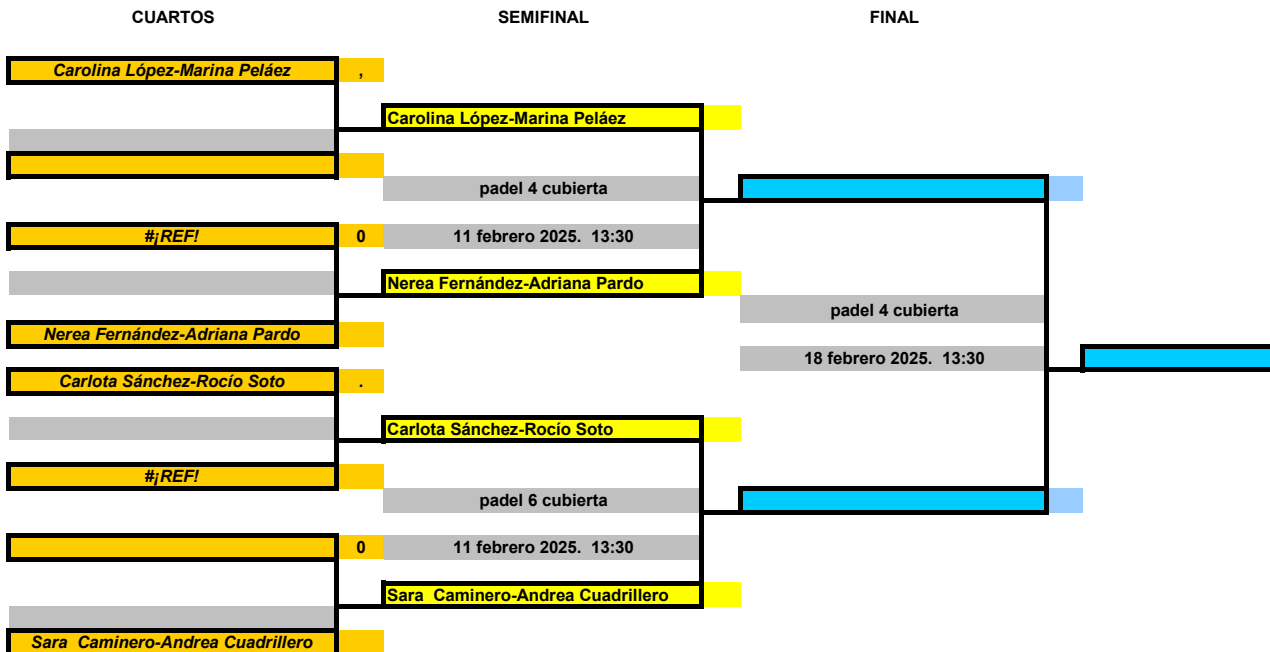 CUARTOS SEMIFINAL FINAL
Carolina López-Marina Peláez ,
Carolina López-Marina Peláez
padel 4 cubierta
#¡REF! 0 11 febrero 2025. 13:30
Nerea Fernández-Adriana Pardo
padel 4 cubierta
Nerea Fernández-Adriana Pardo
18 febrero 2025. 13:30
Carlota Sánchez-Rocío Soto .
Carlota Sánchez-Rocío Soto
#¡REF!
padel 6 cubierta
0 11 febrero 2025. 13:30
Sara  Caminero-Andrea Cuadrillero
Sara  Caminero-Andrea Cuadrillero